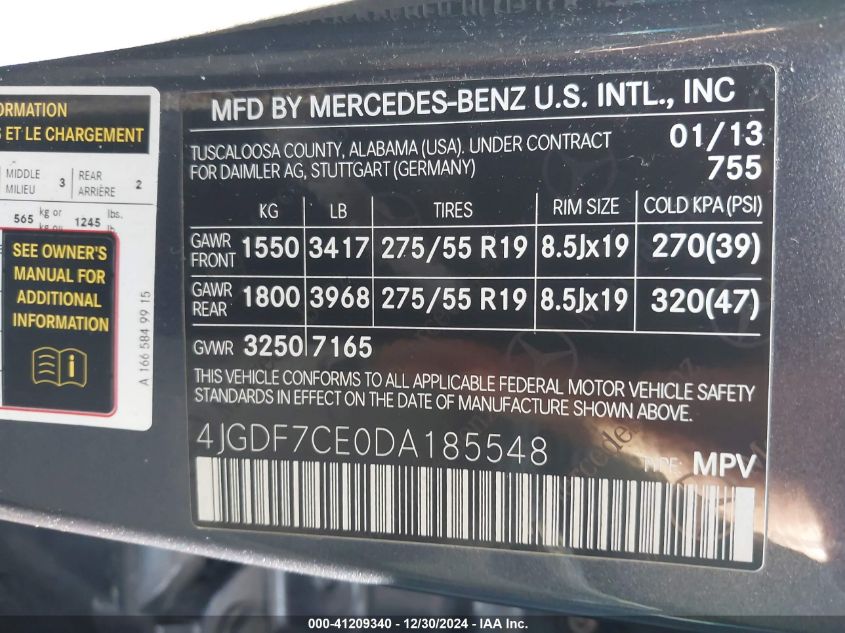 ORMATION
S ET LE CHARGEMENT
MIDDLE
MILIEU
3
REAR
ARRIÈRE
2
565 kg or 1245 lbs.
SEE OWNER'S
MANUAL FOR
ADDITIONAL
INFORMATION
i
A 166 584 99 15
MFD BY MERCEDES-BENZ U.S. INTL., INC
TUSCALOOSA COUNTY, ALABAMA (USA). UNDER CONTRACT 01/13
FOR DAIMLER AG, STUTTGART (GERMANY) 755
KG LB TIRES RIM SIZE COLD KPA (PSI)
GAWR FRONT 1550 3417 275/55 R19 8.5Jx19 270(39)
GAWR REAR 1800 3968 275/55 R19 8.5Jx19 320(47)
GVWR 3250 7165
THIS VEHICLE CONFORMS TO ALL APPLICABLE FEDERAL MOTOR VEHICLE SAFETY
STANDARDS IN EFFECT ON THE DATE OF MANUFACTURE SHOWN ABOVE.
4JGDF7CE0DA185548
TYPE: MPV
000-41209340 - 12/30/2024 - IAA Inc.